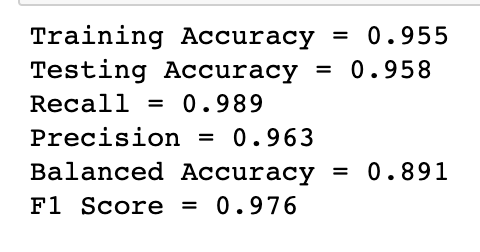 Training Accuracy = 0.955
Testing Accuracy = 0.958
Recall = 0.989
Precision = 0.963
Balanced Accuracy = 0.891
F1 Score = 0.976